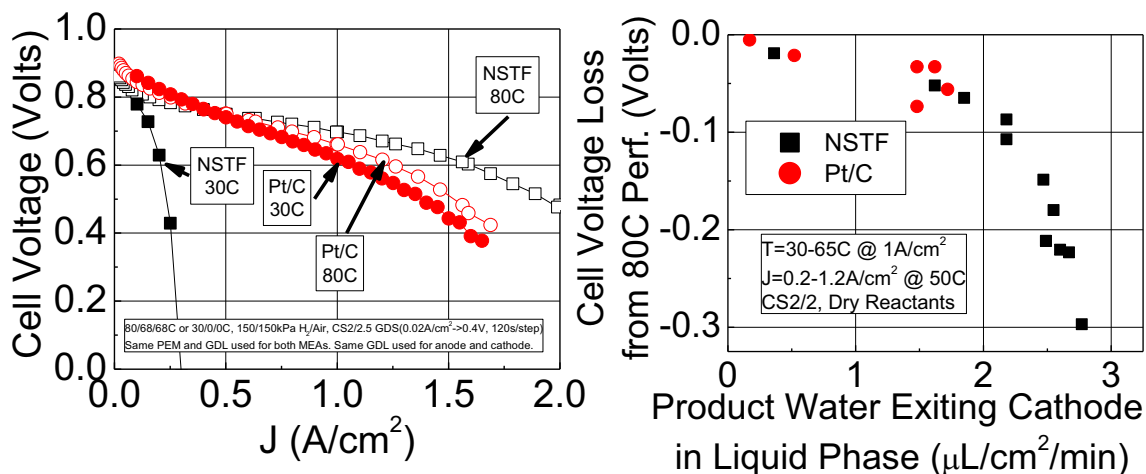 Cell Voltage (Volts)
1.0
0.8
0.6
0.4
0.2
0.0
NSTF
80C
NSTF
30C
Pt/C
30C
Pt/C
80C
80/68/68C or 30/0/0C, 150/150kPa H₂/Air, CS2/2.5 GDS(0.02A/cm²->0.4V, 120s/step)
Same PEM and GDL used for both MEAs. Same GDL used for anode and cathode.
0.0 0.5 1.0 1.5 2.0
J (A/cm²)
Cell Voltage Loss
from 80C Perf. (Volts)
0.0
-0.1
-0.2
-0.3
NSTF
Pt/C
T=30-65C @ 1A/cm²
J=0.2-1.2A/cm² @ 50C
CS2/2, Dry Reactants
0 1 2 3
Product Water Exiting Cathode
in Liquid Phase (μL/cm²/min)